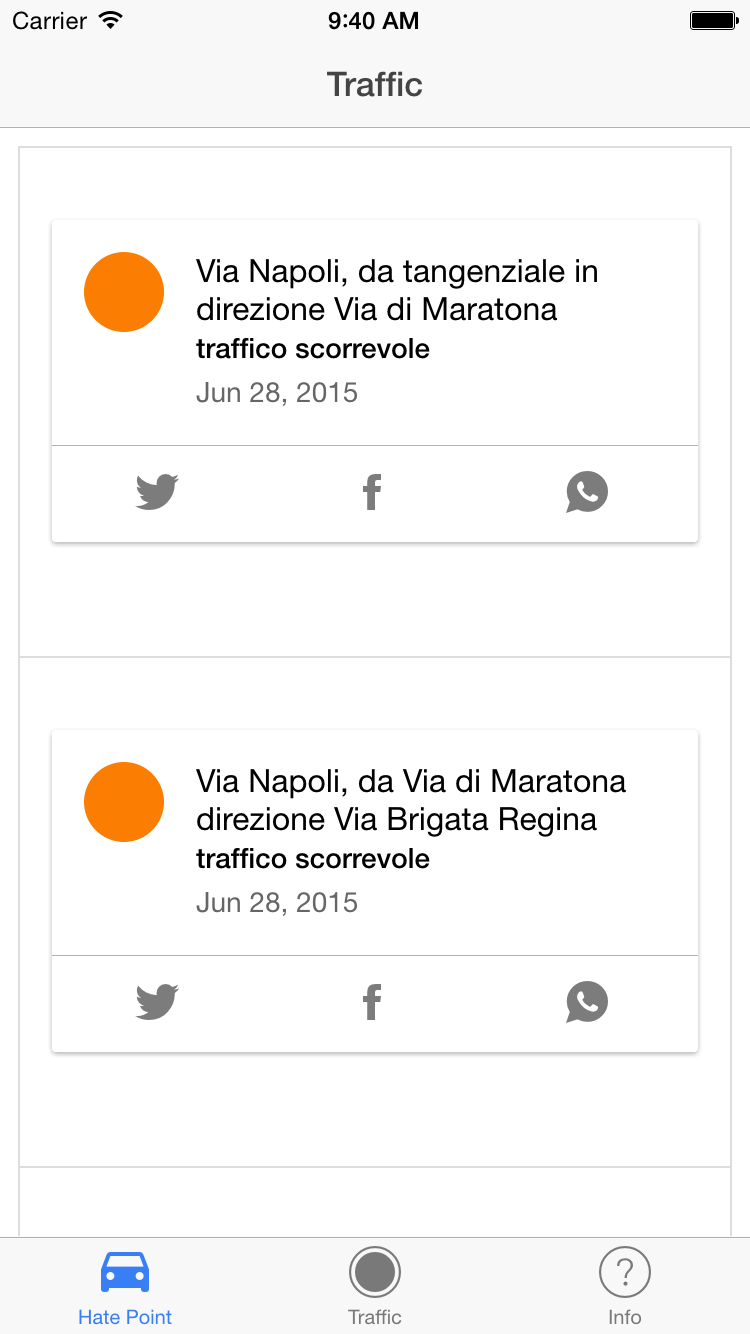 Carrier 9:40 AM
Traffic
Via Napoli, da tangenziale in
direzione Via di Maratona
traffico scorrevole
Jun 28, 2015
Via Napoli, da Via di Maratona
direzione Via Brigata Regina
traffico scorrevole
Jun 28, 2015
Hate Point Traffic Info